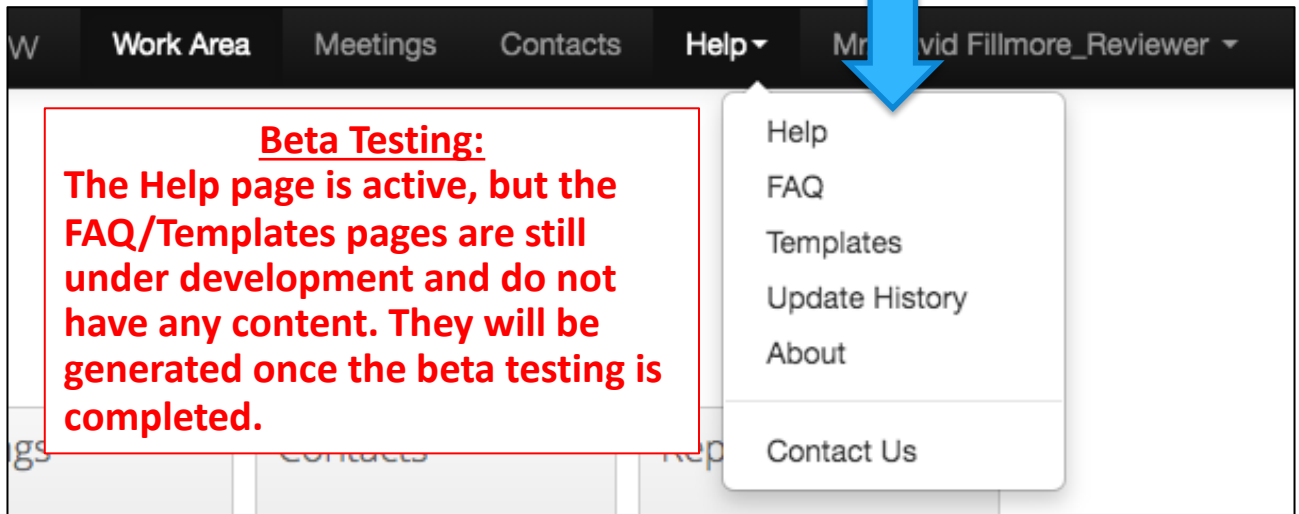 W Work Area Meetings Contacts Help Fillmore_Reviewer
Beta Testing:
The Help page is active, but the
FAQ/Templates pages are still
under development and do not
have any content. They will be
generated once the beta testing is
completed.
Help
FAQ
Templates
Update History
About
Contact Us
Contacts